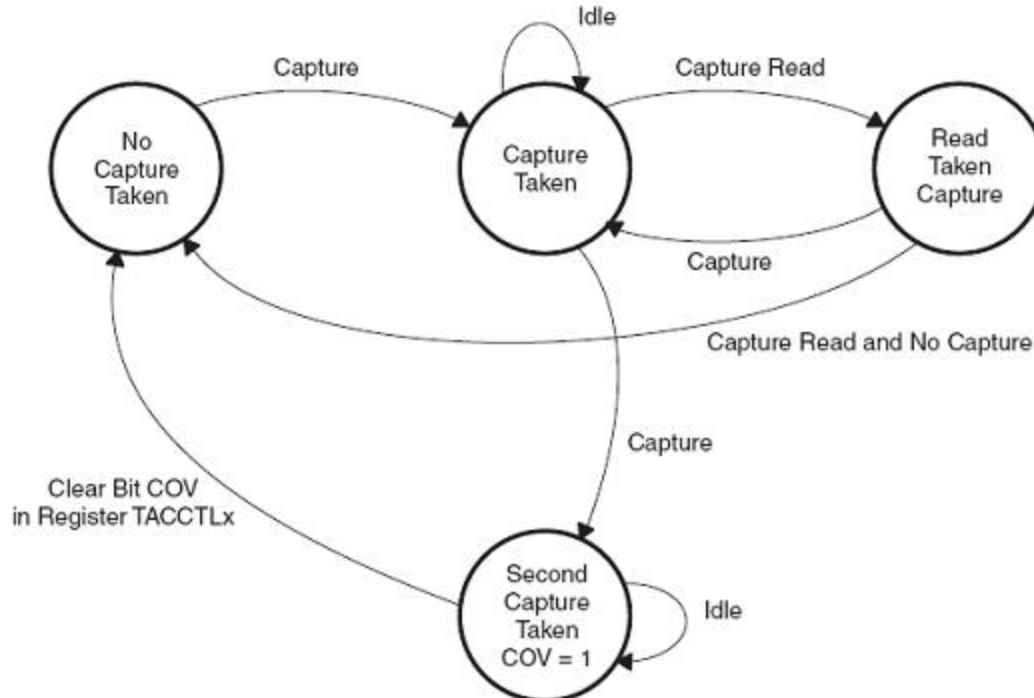 Idle
Capture
Capture Read
No
Capture
Taken
Capture
Taken
Read
Taken
Capture
Capture
Capture Read and No Capture
Capture
Clear Bit COV
in Register TACCTLx
Second
Capture
Taken
COV = 1
Idle